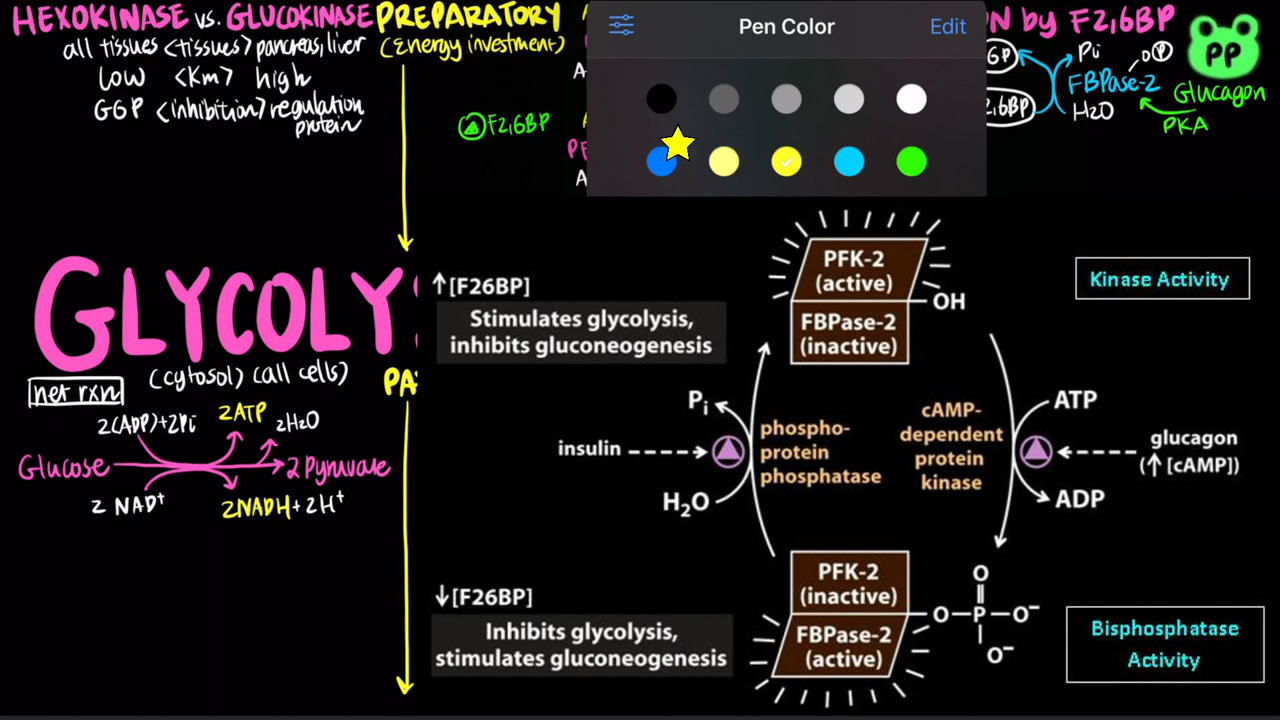 HEXOKINASE vs. GLUCOKINASE
all tissues <tissues> pancreas, liver
low <Km> high
G6P <inhibition> regulation
protein
PREPARATORY
(Energy investment)
F2,6BP
Pen Color
Edit
N by F2,6BP
Pi
FBPase-2
H2O
2,6BP
PP
Glucagon
PKA
GLYCOLY
(cytosol) (all cells)
net rxn
2(ADP)+2Pi
2ATP
2H2O
Glucose
2 Pyruvate
2 NAD+
2NADH + 2H+
PA
↑[F26BP]
Stimulates glycolysis,
inhibits gluconeogenesis
PFK-2
(active)
OH
FBPase-2
(inactive)
Kinase Activity
Pi
insulin
H2O
phospho-
protein
phosphatase
cAMP-
dependent
protein
kinase
ATP
glucagon
(↑ [cAMP])
ADP
↓[F26BP]
Inhibits glycolysis,
stimulates gluconeogenesis
PFK-2
(inactive)
FBPase-2
(active)
O
O—P—O−
O−
Bisphosphatase
Activity